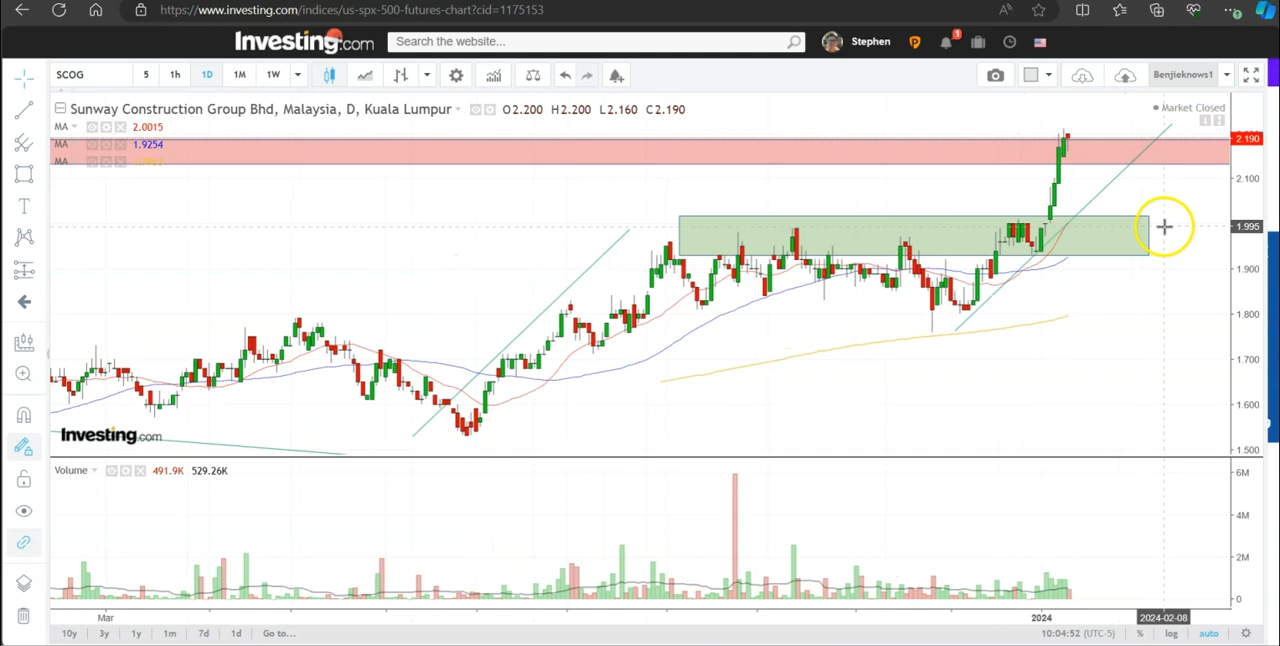 https://www.investing.com/indices/us-spx-500-futures-chart?cid=1175153
Investing.com
Search the website...
Stephen
P
1
SCOG
5
1h
1D
1M
1W
Benjieknows1
Sunway Construction Group Bhd, Malaysia, D, Kuala Lumpur
O2.200 H2.200 L2.160 C2.190
Market Closed
MA
2.0015
MA
1.9254
MA
2.190
2.100
1.995
1.900
1.800
1.700
1.600
1.500
Investing.com
Volume
491.9K
529.26K
6M
4M
2M
0
Mar
2024
2024-02-08
10y
3y
1y
1m
7d
1d
Go to...
10:04:52 (UTC-5)
%
log
auto